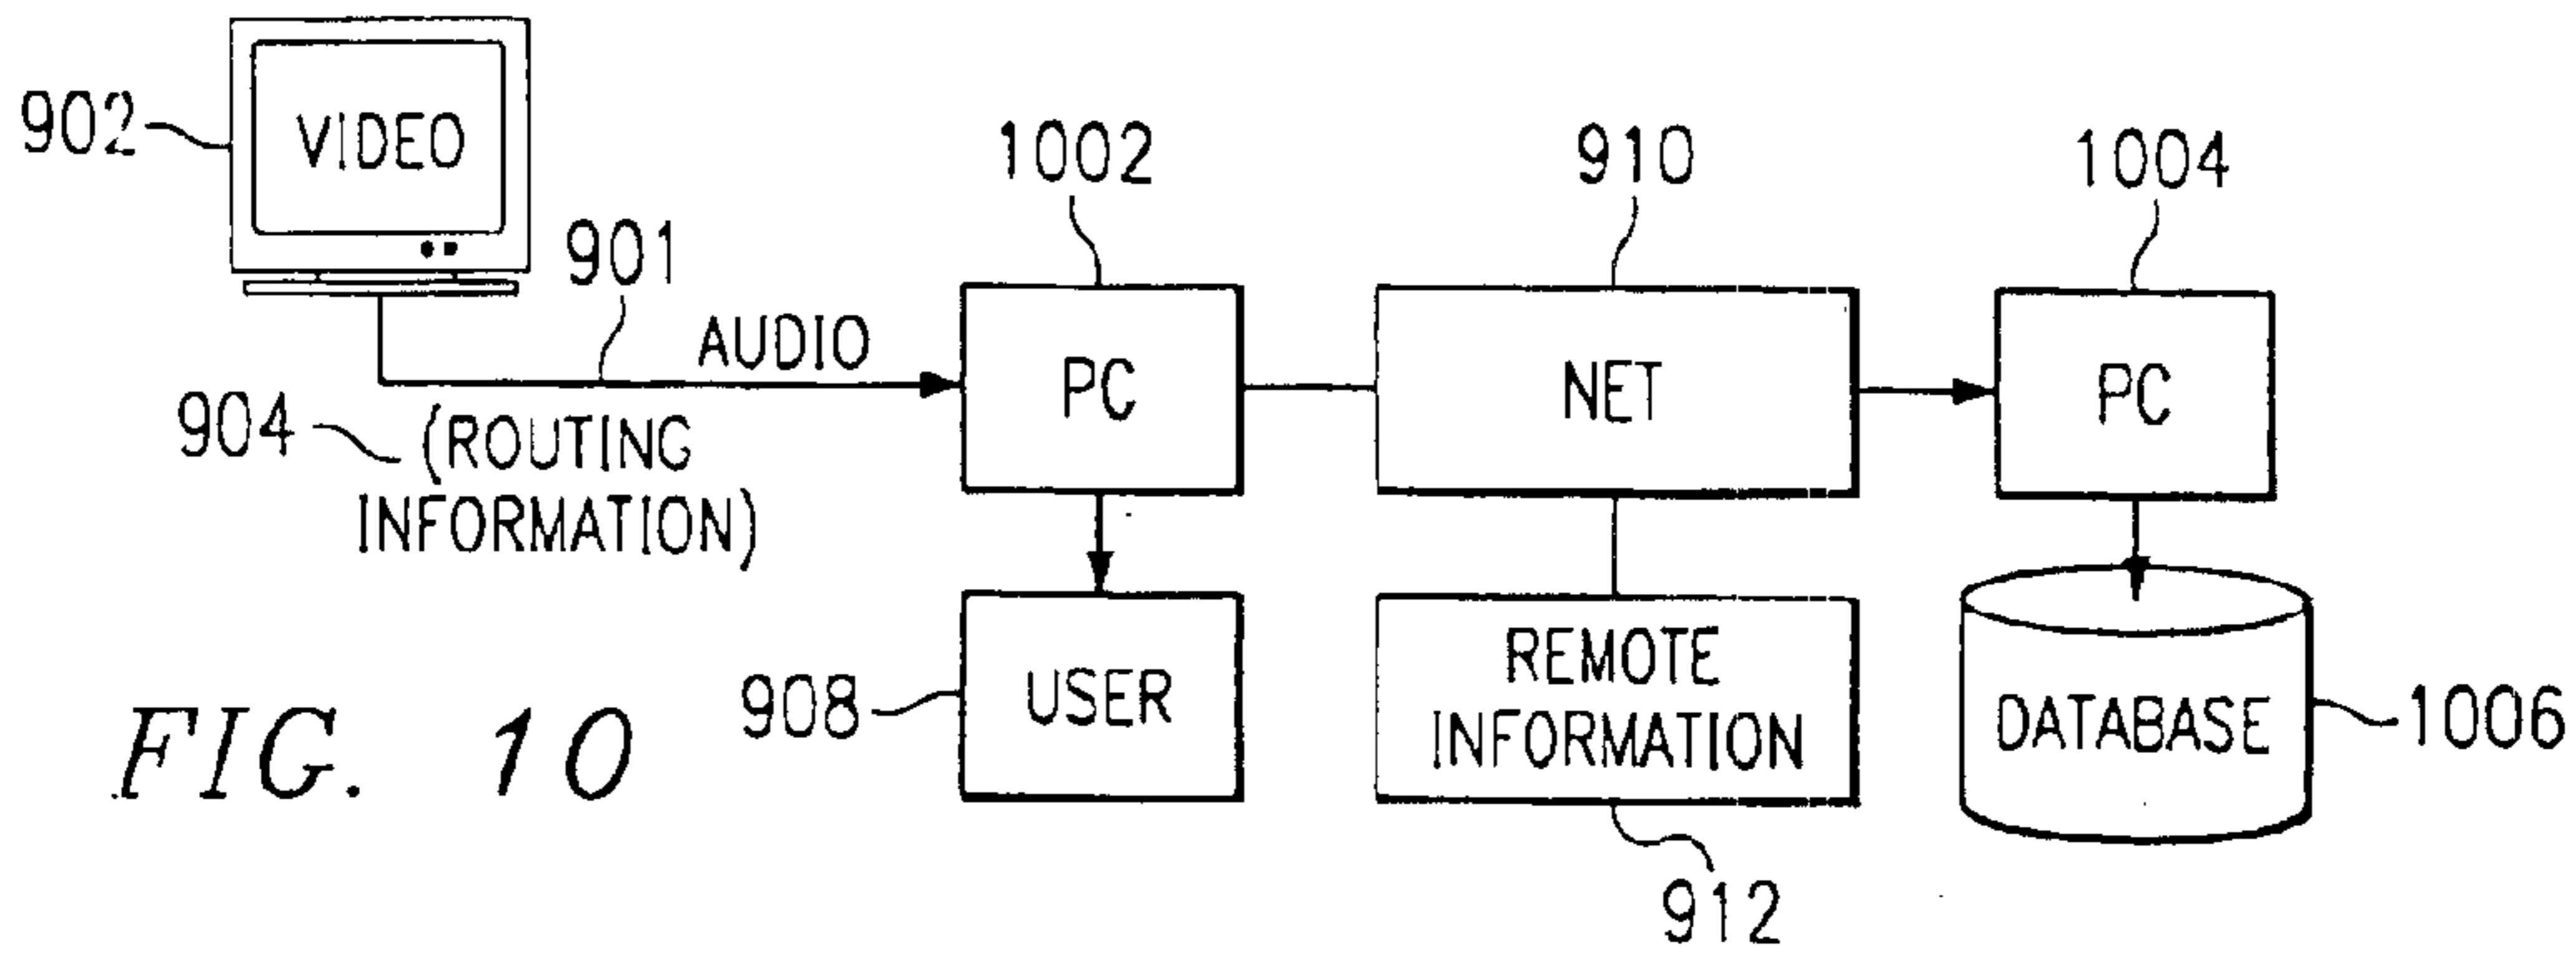 902
VIDEO
901
AUDIO
904
(ROUTING
INFORMATION)
1002
PC
910
NET
1004
PC
908
USER
REMOTE
INFORMATION
912
DATABASE
1006
FIG. 10